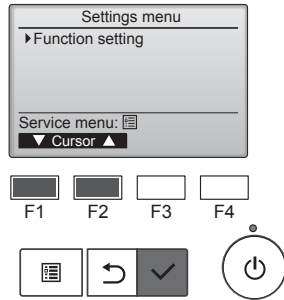 Settings menu
Function setting
Service menu:
▼ Cursor ▲
F1 F2 F3 F4